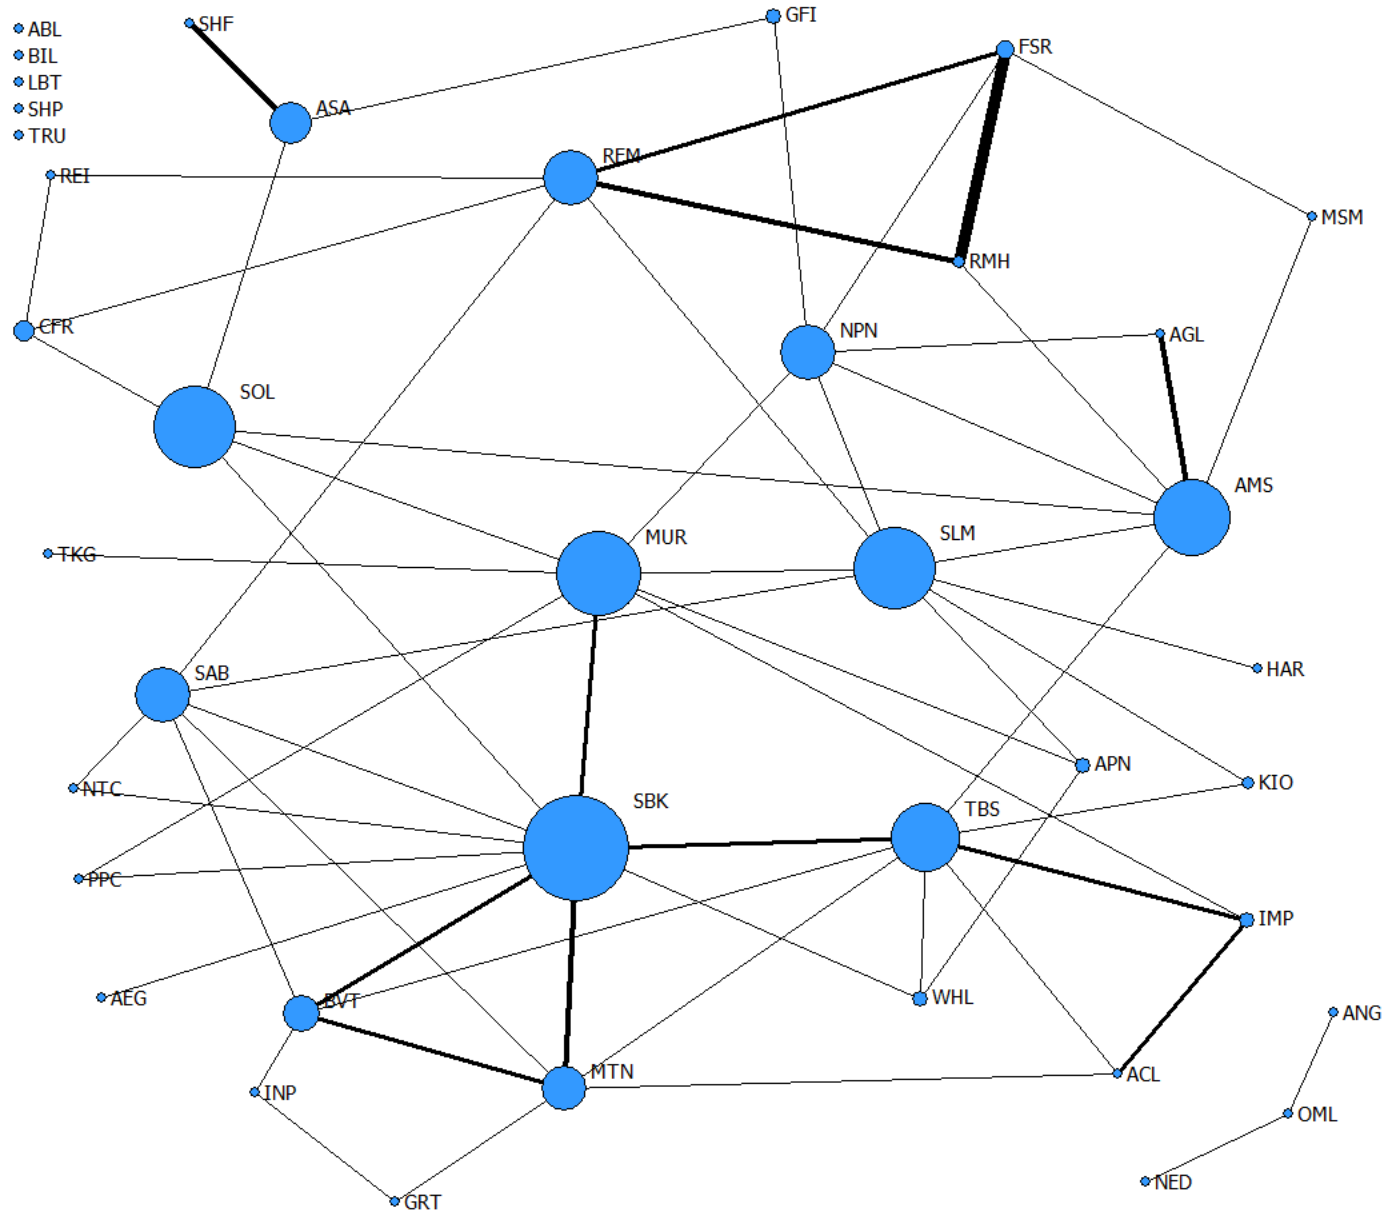 ABL
BIL
LBT
SHP
TRU
SHF
GFI
FSR
ASA
REM
REI
MSM
RMH
CFR
NPN
AGL
SOL
AMS
MUR
SLM
TKG
SAB
HAR
NTC
SBK
TBS
APN
KIO
PPC
IMP
AEG
BVT
WHL
ANG
INP
MTN
ACL
OML
GRT
NED